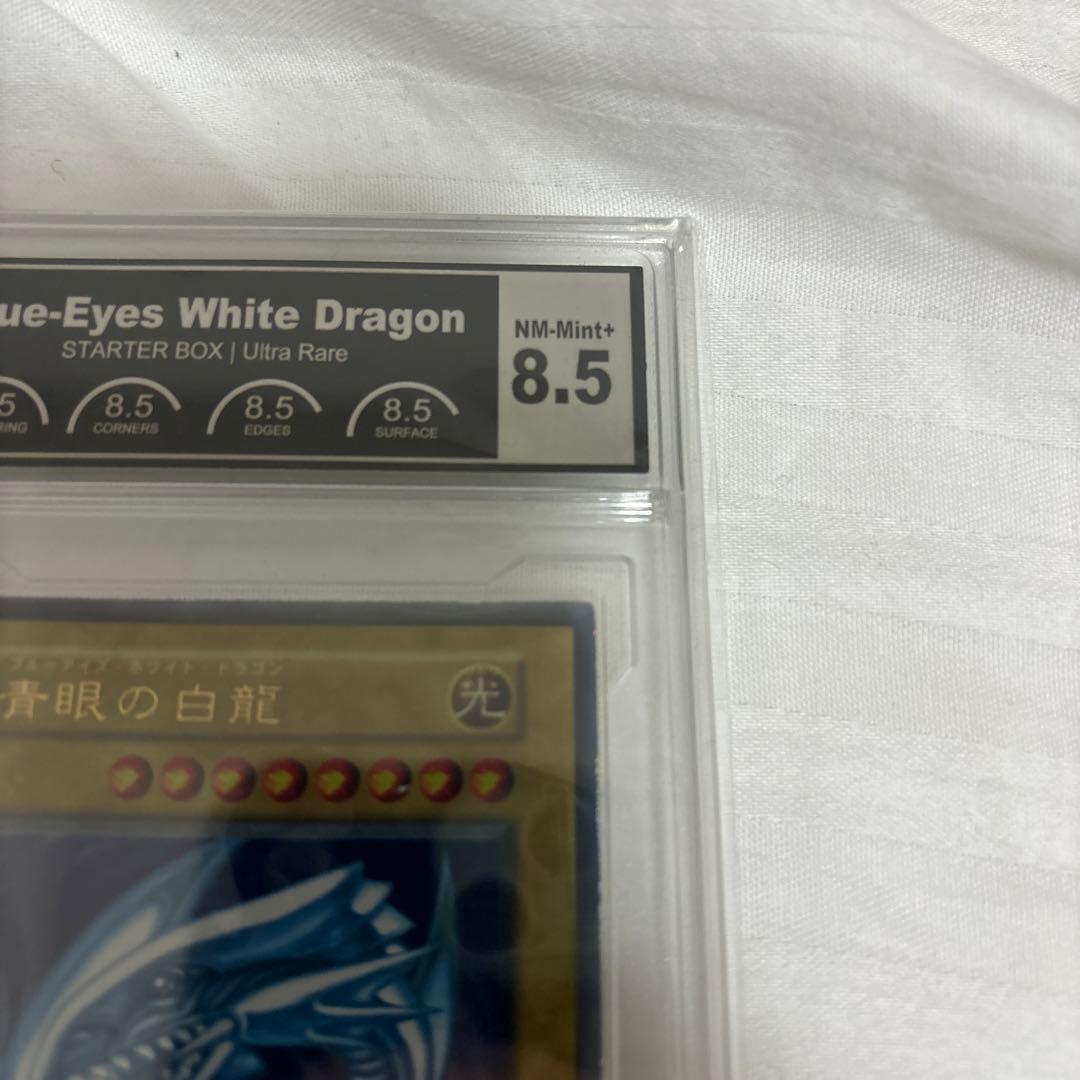 ue-Eyes White Dragon
STARTER BOX | Ultra Rare
NM-Mint+
8.5
5
RING
8.5
CORNERS
8.5
EDGES
8.5
SURFACE
ブルーアイズ・ホワイト・ドラゴン
青眼の白龍
光